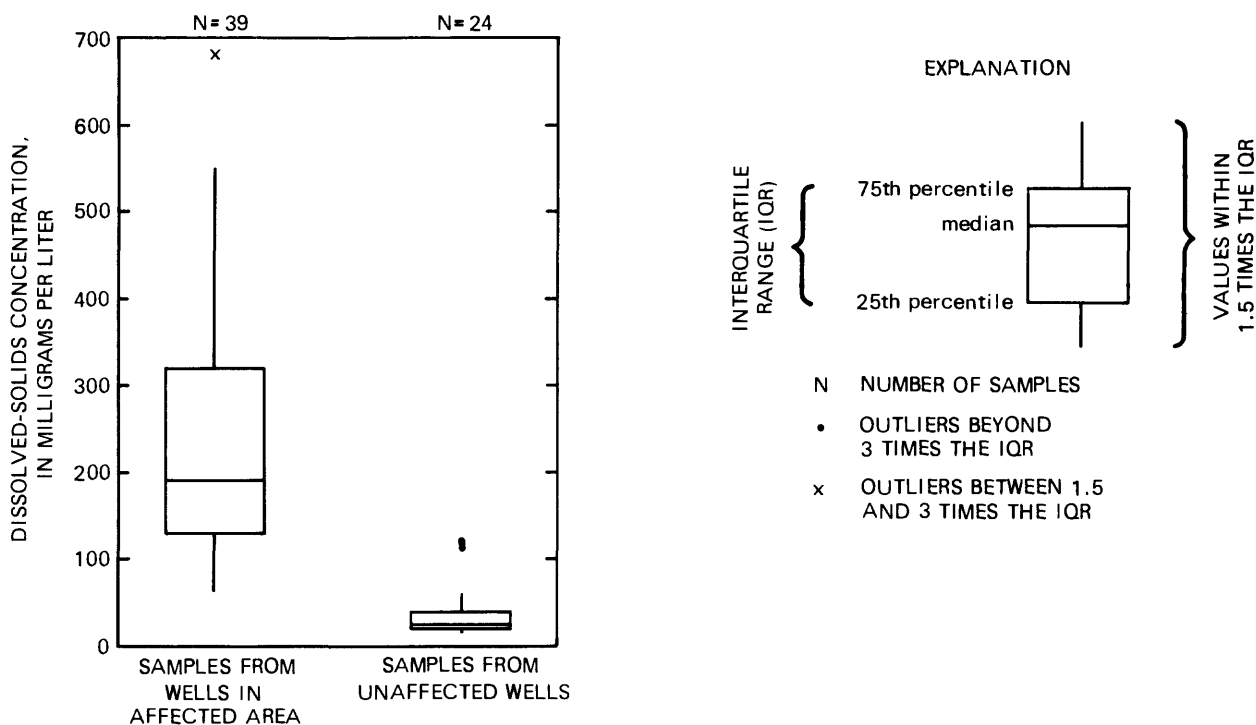 N=39
N=24
700
600
500
400
300
200
100
0
DISSOLVED-SOLIDS CONCENTRATION,
IN MILLIGRAMS PER LITER
SAMPLES FROM
WELLS IN
AFFECTED AREA
SAMPLES FROM
UNAFFECTED WELLS
EXPLANATION
INTERQUARTILE
RANGE (IQR)
75th percentile
median
25th percentile
VALUES WITHIN
1.5 TIMES THE IQR
N NUMBER OF SAMPLES
• OUTLIERS BEYOND
3 TIMES THE IQR
x OUTLIERS BETWEEN 1.5
AND 3 TIMES THE IQR